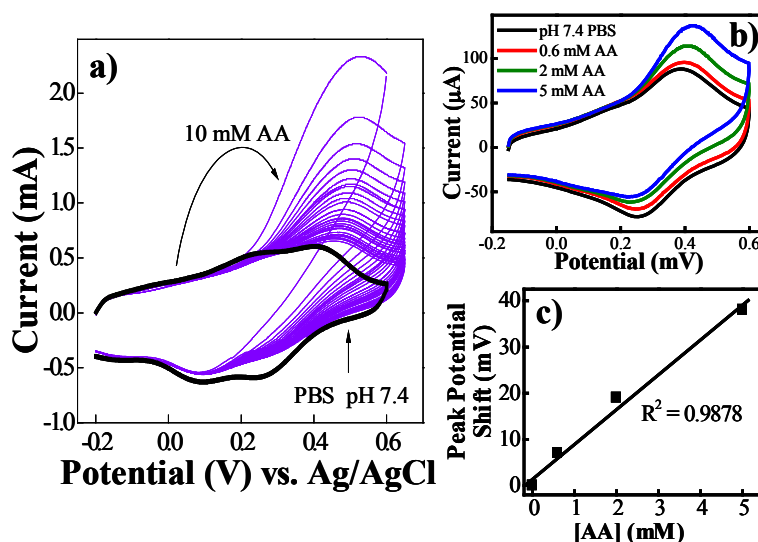 a)
10 mM AA
PBS pH 7.4
2.0
1.5
1.0
0.5
0.0
-0.5
-1.0
Current (mA)
-0.2 0.0 0.2 0.4 0.6
Potential (V) vs. Ag/AgCl
b)
pH 7.4 PBS
0.6 mM AA
2 mM AA
5 mM AA
100
50
0
-50
Current (µA)
-0.2 0.0 0.2 0.4 0.6
Potential (mV)
c)
R² = 0.9878
40
30
20
10
0
Peak Potential
Shift (mV)
0 1 2 3 4 5
[AA] (mM)